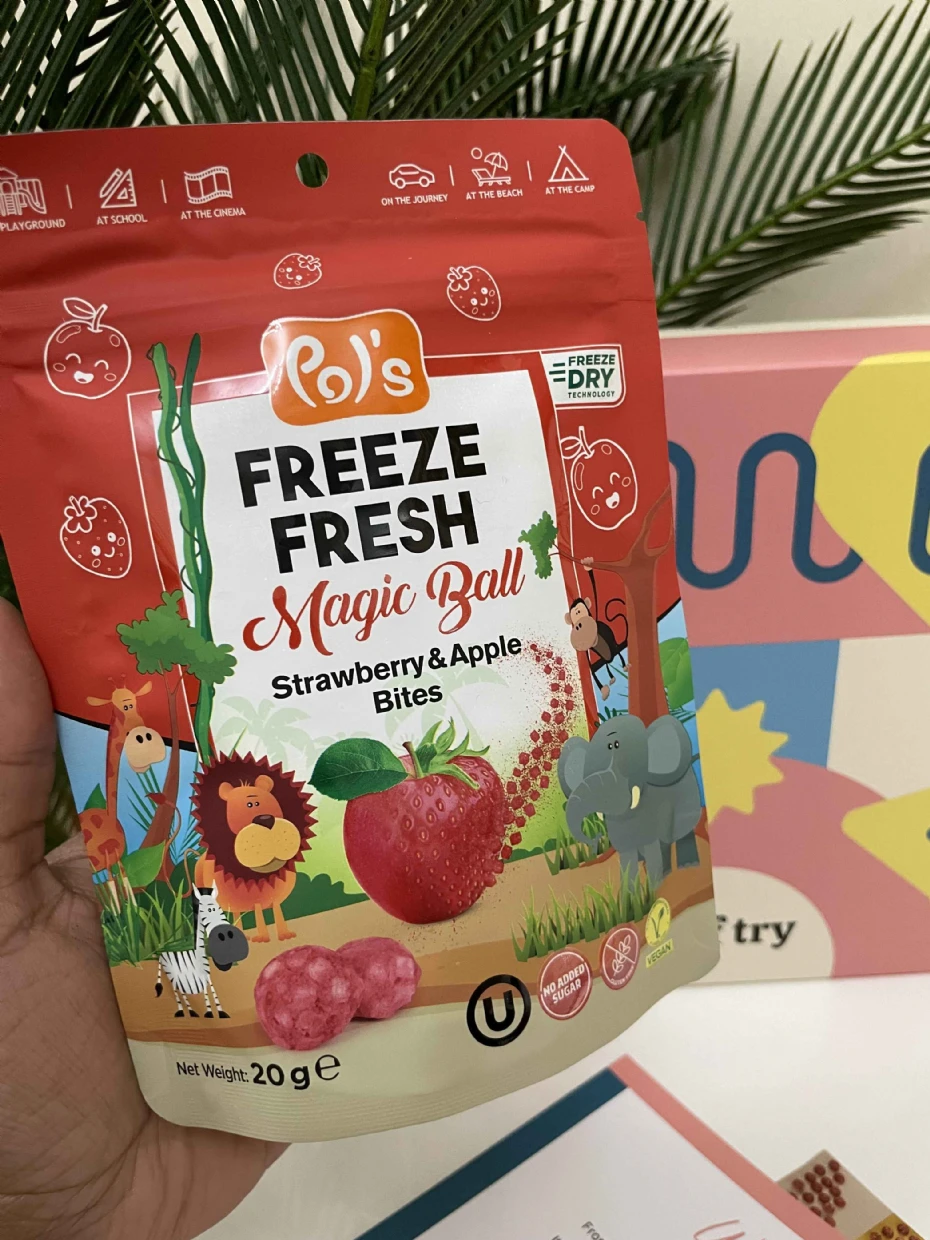 PLAYGROUND
AT SCHOOL
AT THE CINEMA
ON THE JOURNEY
AT THE BEACH
AT THE CAMP
Pol's
FREEZE
DRY
TECHNOLOGY
FREEZE
FRESH
Magic Ball
Strawberry & Apple
Bites
NO ADDED
SUGAR
VEGAN
U
Net Weight: 20 g e
try